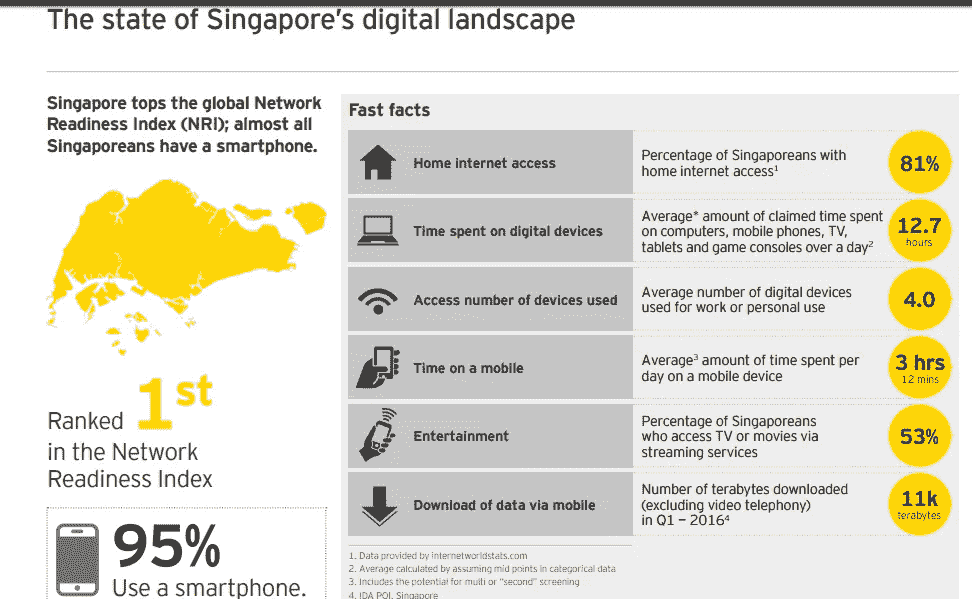 The state of Singapore's digital landscape
Singapore tops the global Network
Readiness Index (NRI); almost all
Singaporeans have a smartphone.
Ranked 1st
in the Network
Readiness Index
95%
Use a smartphone.
Fast facts
Home internet access
Percentage of Singaporeans with
home internet access¹
81%
Time spent on digital devices
Average* amount of claimed time spent
on computers, mobile phones, TV,
tablets and game consoles over a day²
12.7
hours
Access number of devices used
Average number of digital devices
used for work or personal use
4.0
Time on a mobile
Average³ amount of time spent per
day on a mobile device
3 hrs
12 mins
Entertainment
Percentage of Singaporeans
who access TV or movies via
streaming services
53%
Download of data via mobile
Number of terabytes downloaded
(excluding video telephony)
in Q1 – 2016⁴
11k
terabytes
1. Data provided by internetworldstats.com
2. Average calculated by assuming mid points in categorical data
3. Includes the potential for multi or "second" screening
4. IDA POI, Singapore